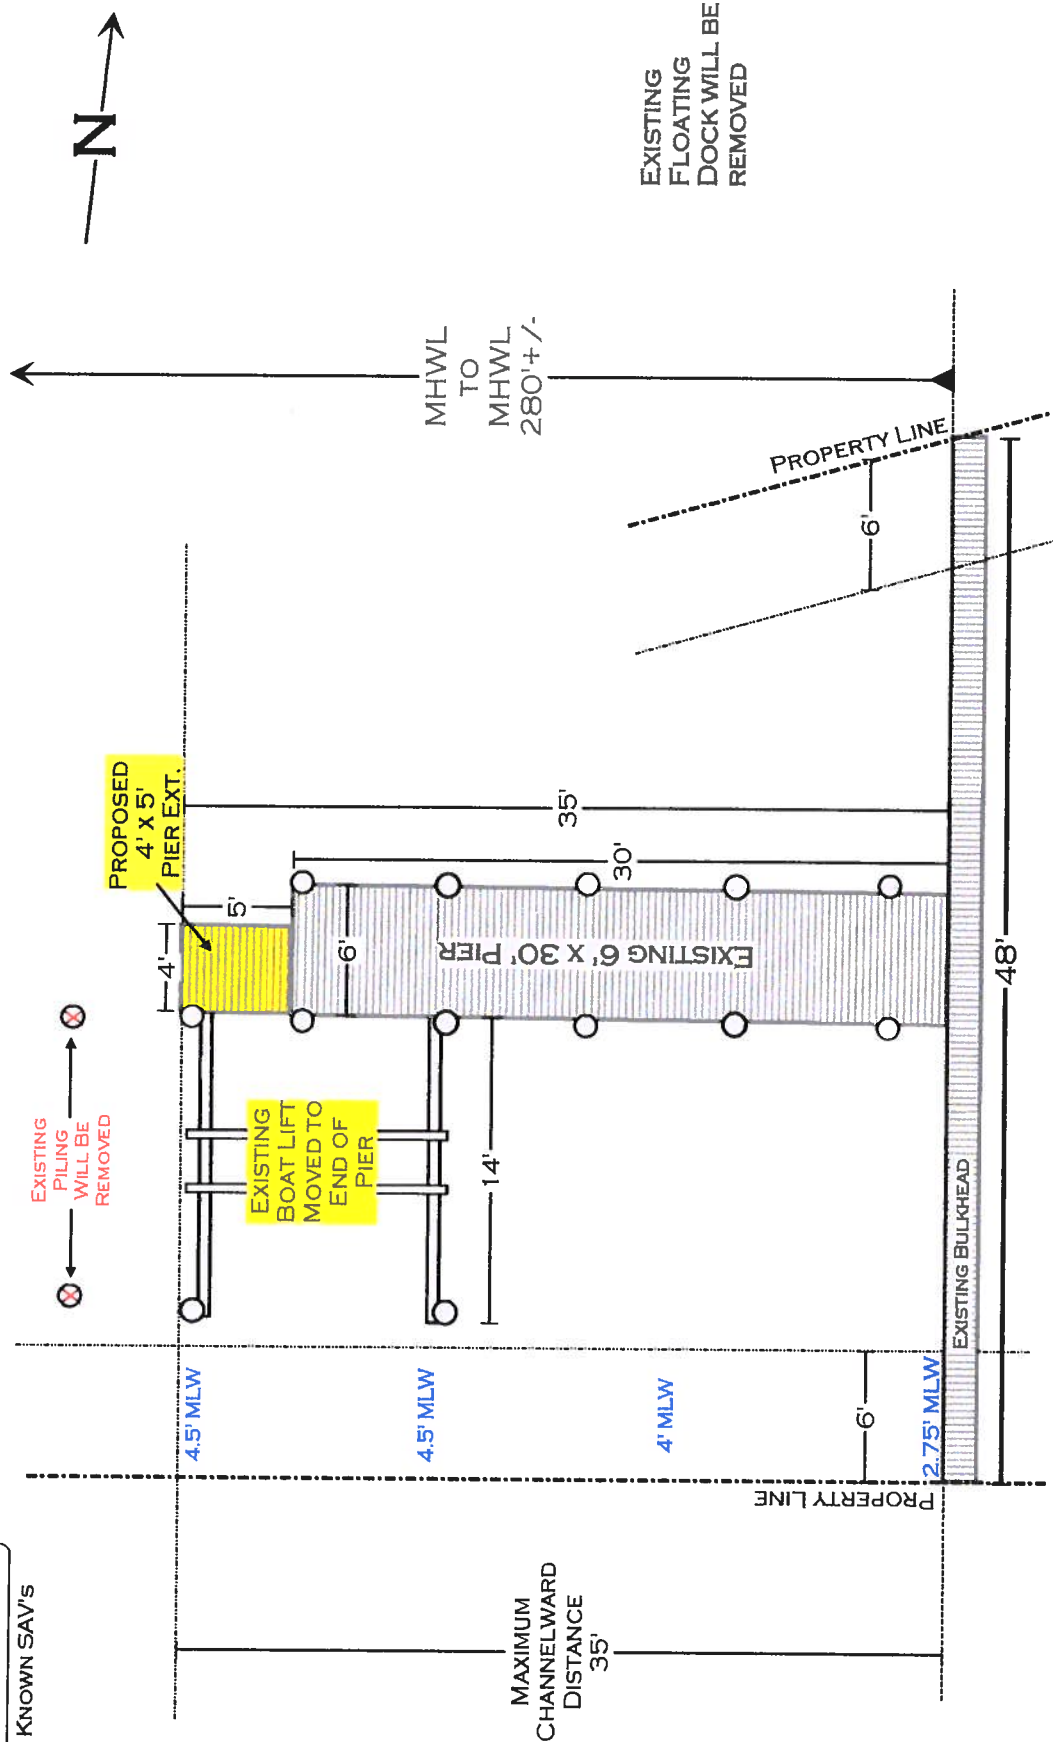 KNOWN SAV's
N
EXISTING
FLOATING
DOCK WILL BE
REMOVED
MHWL
TO
MHWL
280'+/-
PROPERTY LINE
6'
PROPOSED
4' X 5'
PIER EXT.
35'
30'
5'
4'
6'
EXISTING 6' X 30' PIER
48'
EXISTING
PILING
WILL BE
REMOVED
EXISTING
BOAT LIFT
MOVED TO
END OF
PIER
14'
EXISTING BULKHEAD
4.5' MLW
4.5' MLW
4' MLW
2.75' MLW
6'
PROPERTY LINE
MAXIMUM
CHANNELWARD
DISTANCE
35'